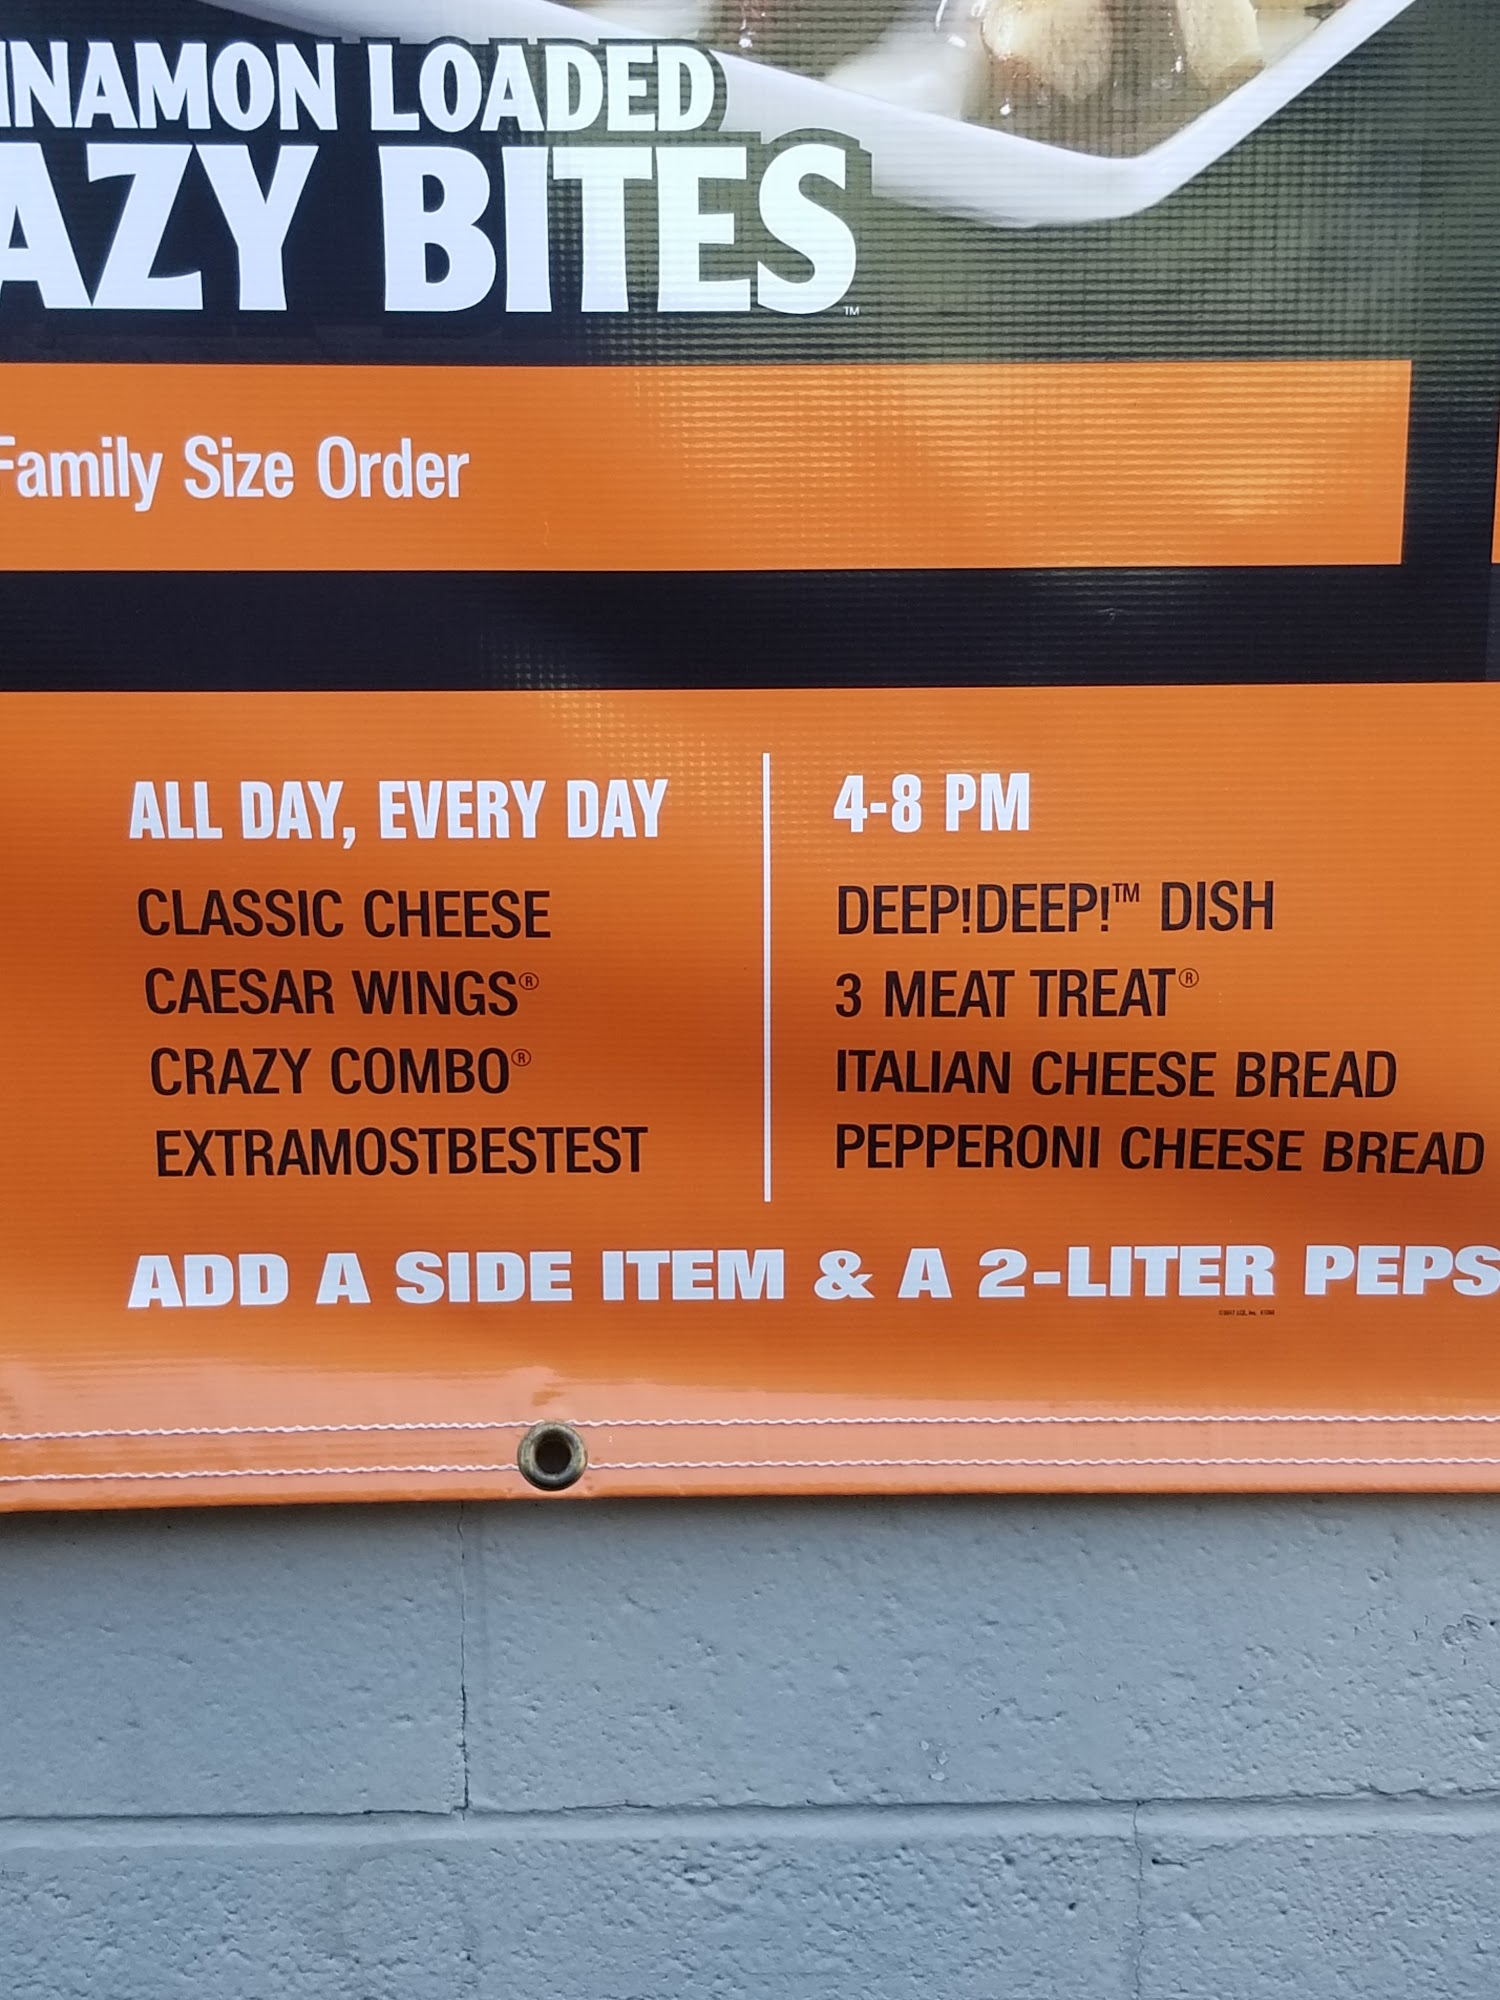 INNAMON LOADED
AZY BITES™
Family Size Order
ALL DAY, EVERY DAY
CLASSIC CHEESE
CAESAR WINGS®
CRAZY COMBO®
EXTRAMOSTBESTEST
4-8 PM
DEEP!DEEP!™ DISH
3 MEAT TREAT®
ITALIAN CHEESE BREAD
PEPPERONI CHEESE BREAD
ADD A SIDE ITEM & A 2-LITER PEPS